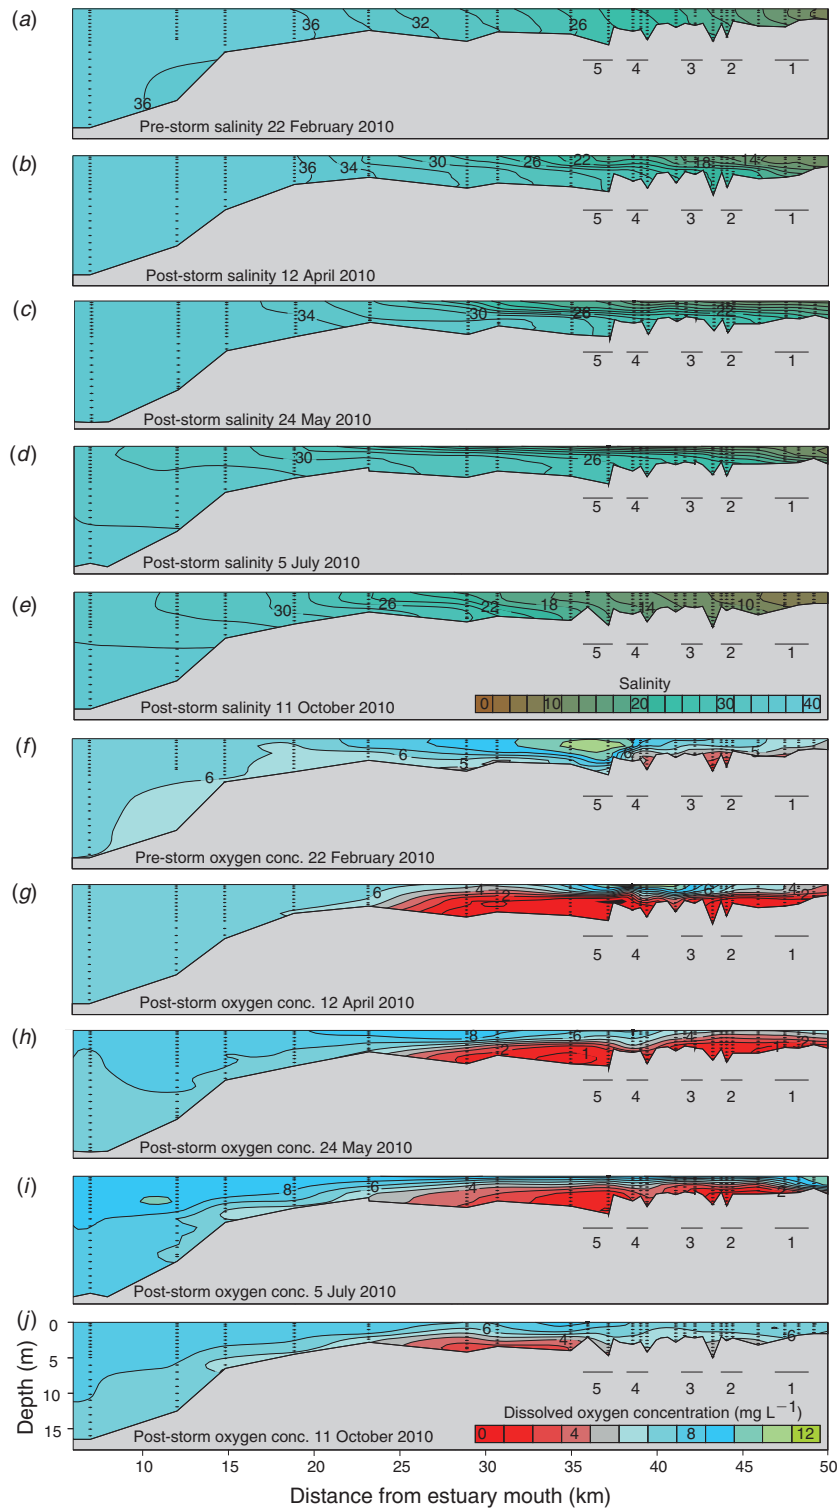 (a)
36
32
26
36
5 4 3 2 1
Pre-storm salinity 22 February 2010
(b)
36 34 30 26 22 18 14
5 4 3 2 1
Post-storm salinity 12 April 2010
(c)
34 30 26 22
5 4 3 2 1
Post-storm salinity 24 May 2010
(d)
30 26
5 4 3 2 1
Post-storm salinity 5 July 2010
(e)
30 26 22 18 14 10
5 4 3 2 1
Salinity
0 10 20 30 40
Post-storm salinity 11 October 2010
(f)
6 6 5 6 5
5 4 3 2 1
Pre-storm oxygen conc. 22 February 2010
(g)
6 4 2 6 4 2
5 4 3 2 1
Post-storm oxygen conc. 12 April 2010
(h)
8 6 4 2 1 1 2
5 4 3 2 1
Post-storm oxygen conc. 24 May 2010
(i)
8 6 4 2
5 4 3 2 1
Post-storm oxygen conc. 5 July 2010
(j)
0
5
10
15
Depth (m)
6 4 6
5 4 3 2 1
Dissolved oxygen concentration (mg L−1)
0 4 8 12
Post-storm oxygen conc. 11 October 2010
10 15 20 25 30 35 40 45 50
Distance from estuary mouth (km)